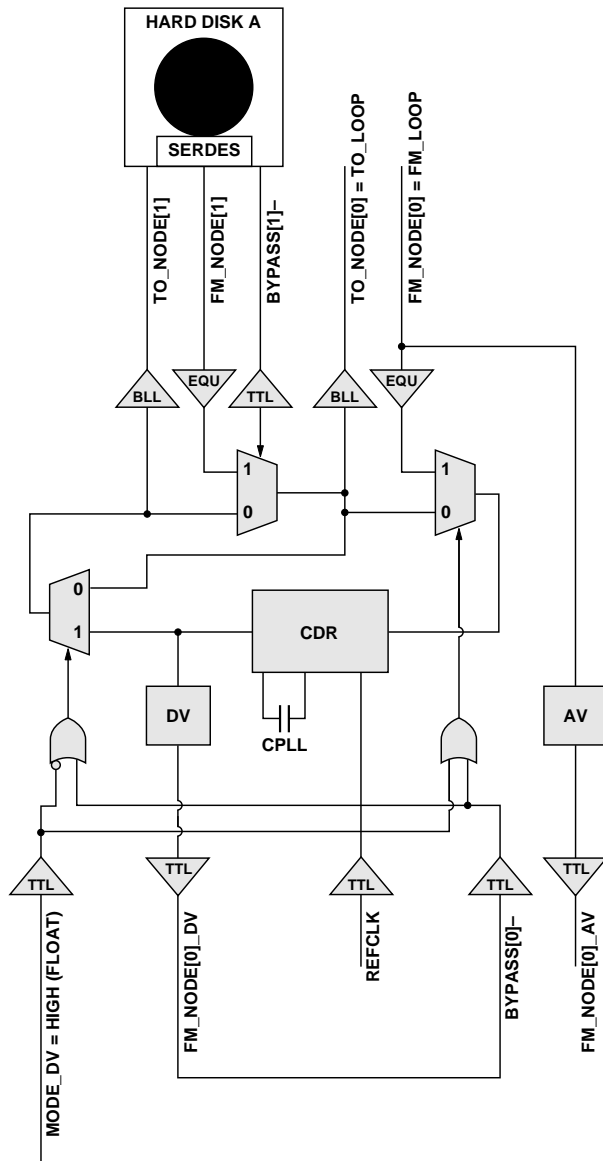 HARD DISK A
SERDES
TO_NODE[1]
FM_NODE[1]
BYPASS[1]–
TO_NODE[0] = TO_LOOP
FM_NODE[0] = FM_LOOP
BLL
EQU
TTL
BLL
EQU
1
0
1
0
0
1
CDR
DV
CPLL
AV
TTL
TTL
TTL
TTL
TTL
MODE_DV = HIGH (FLOAT)
FM_NODE[0]_DV
REFCLK
BYPASS[0]–
FM_NODE[0]_AV